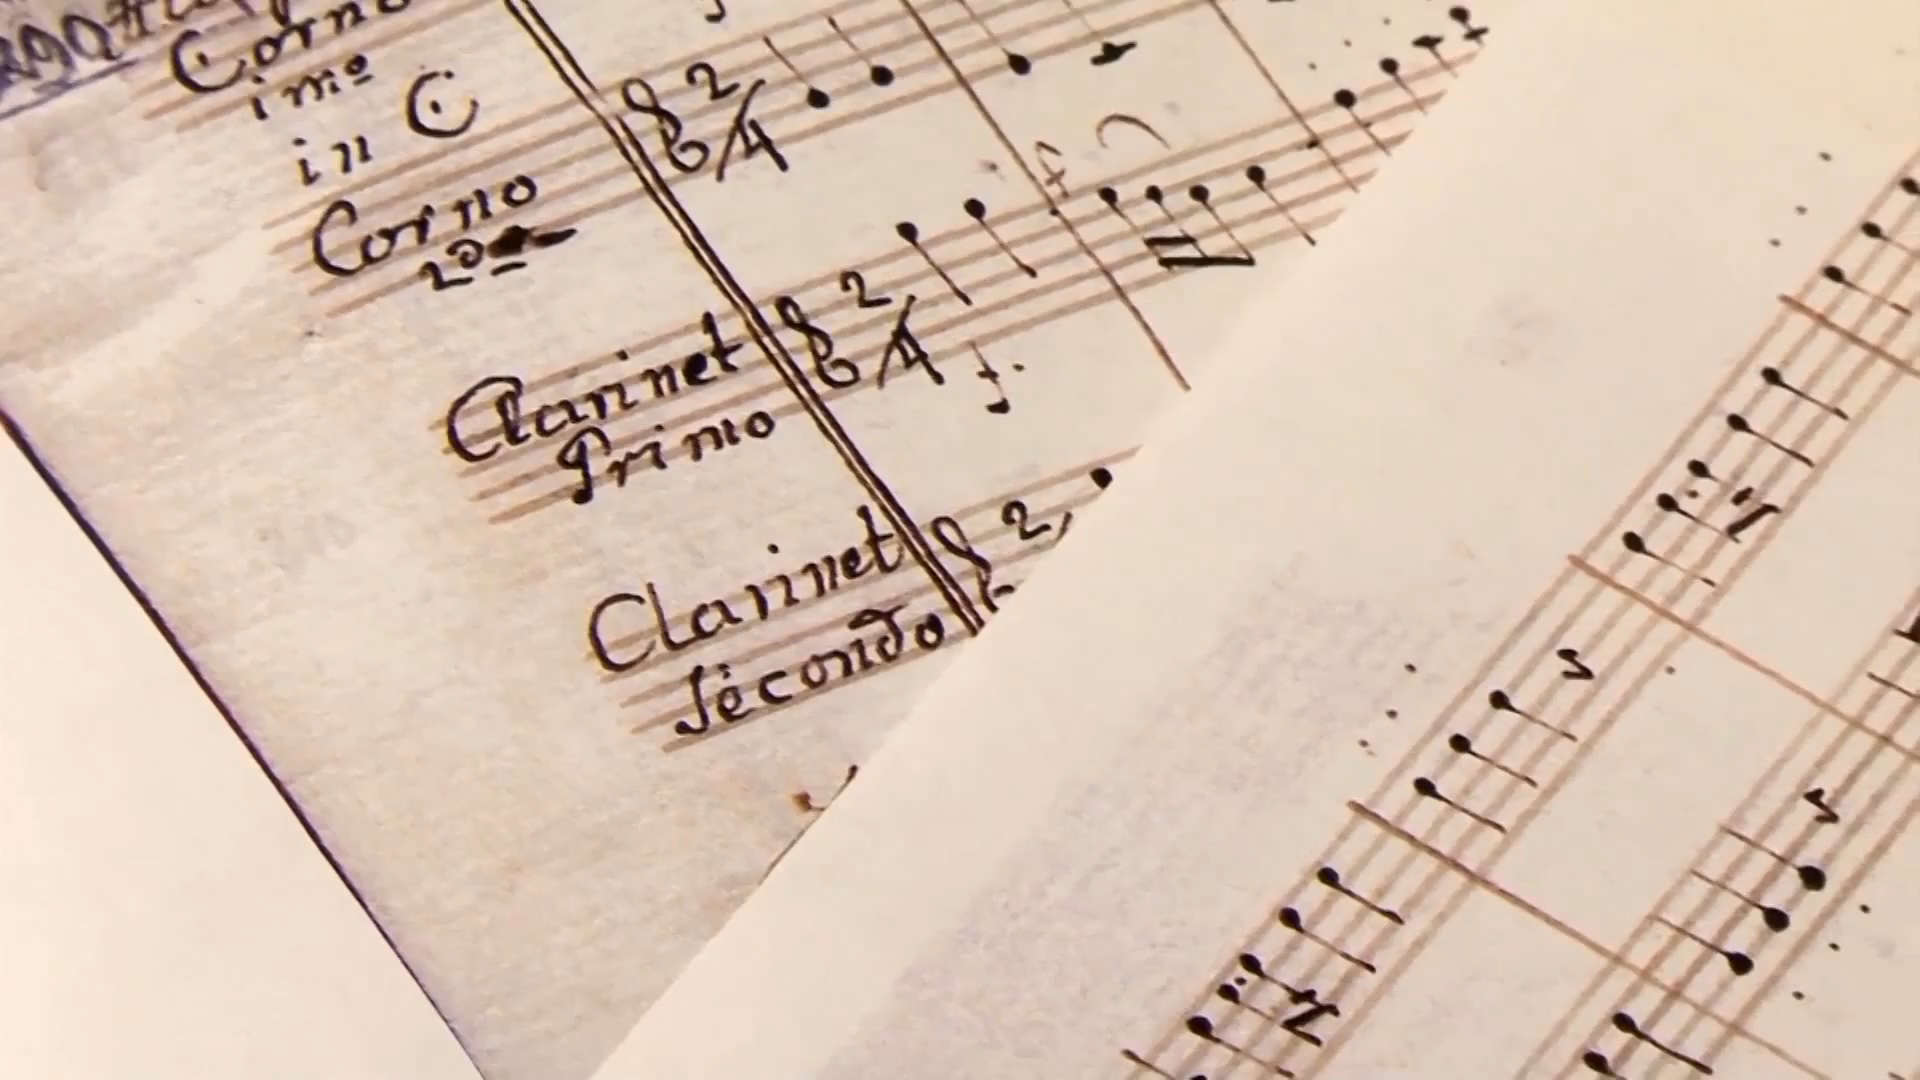 Corno
imo
in C
Corno
2do
2/4
Clarinet
Primo
2/4
f.
Clarinet
Secondo
2